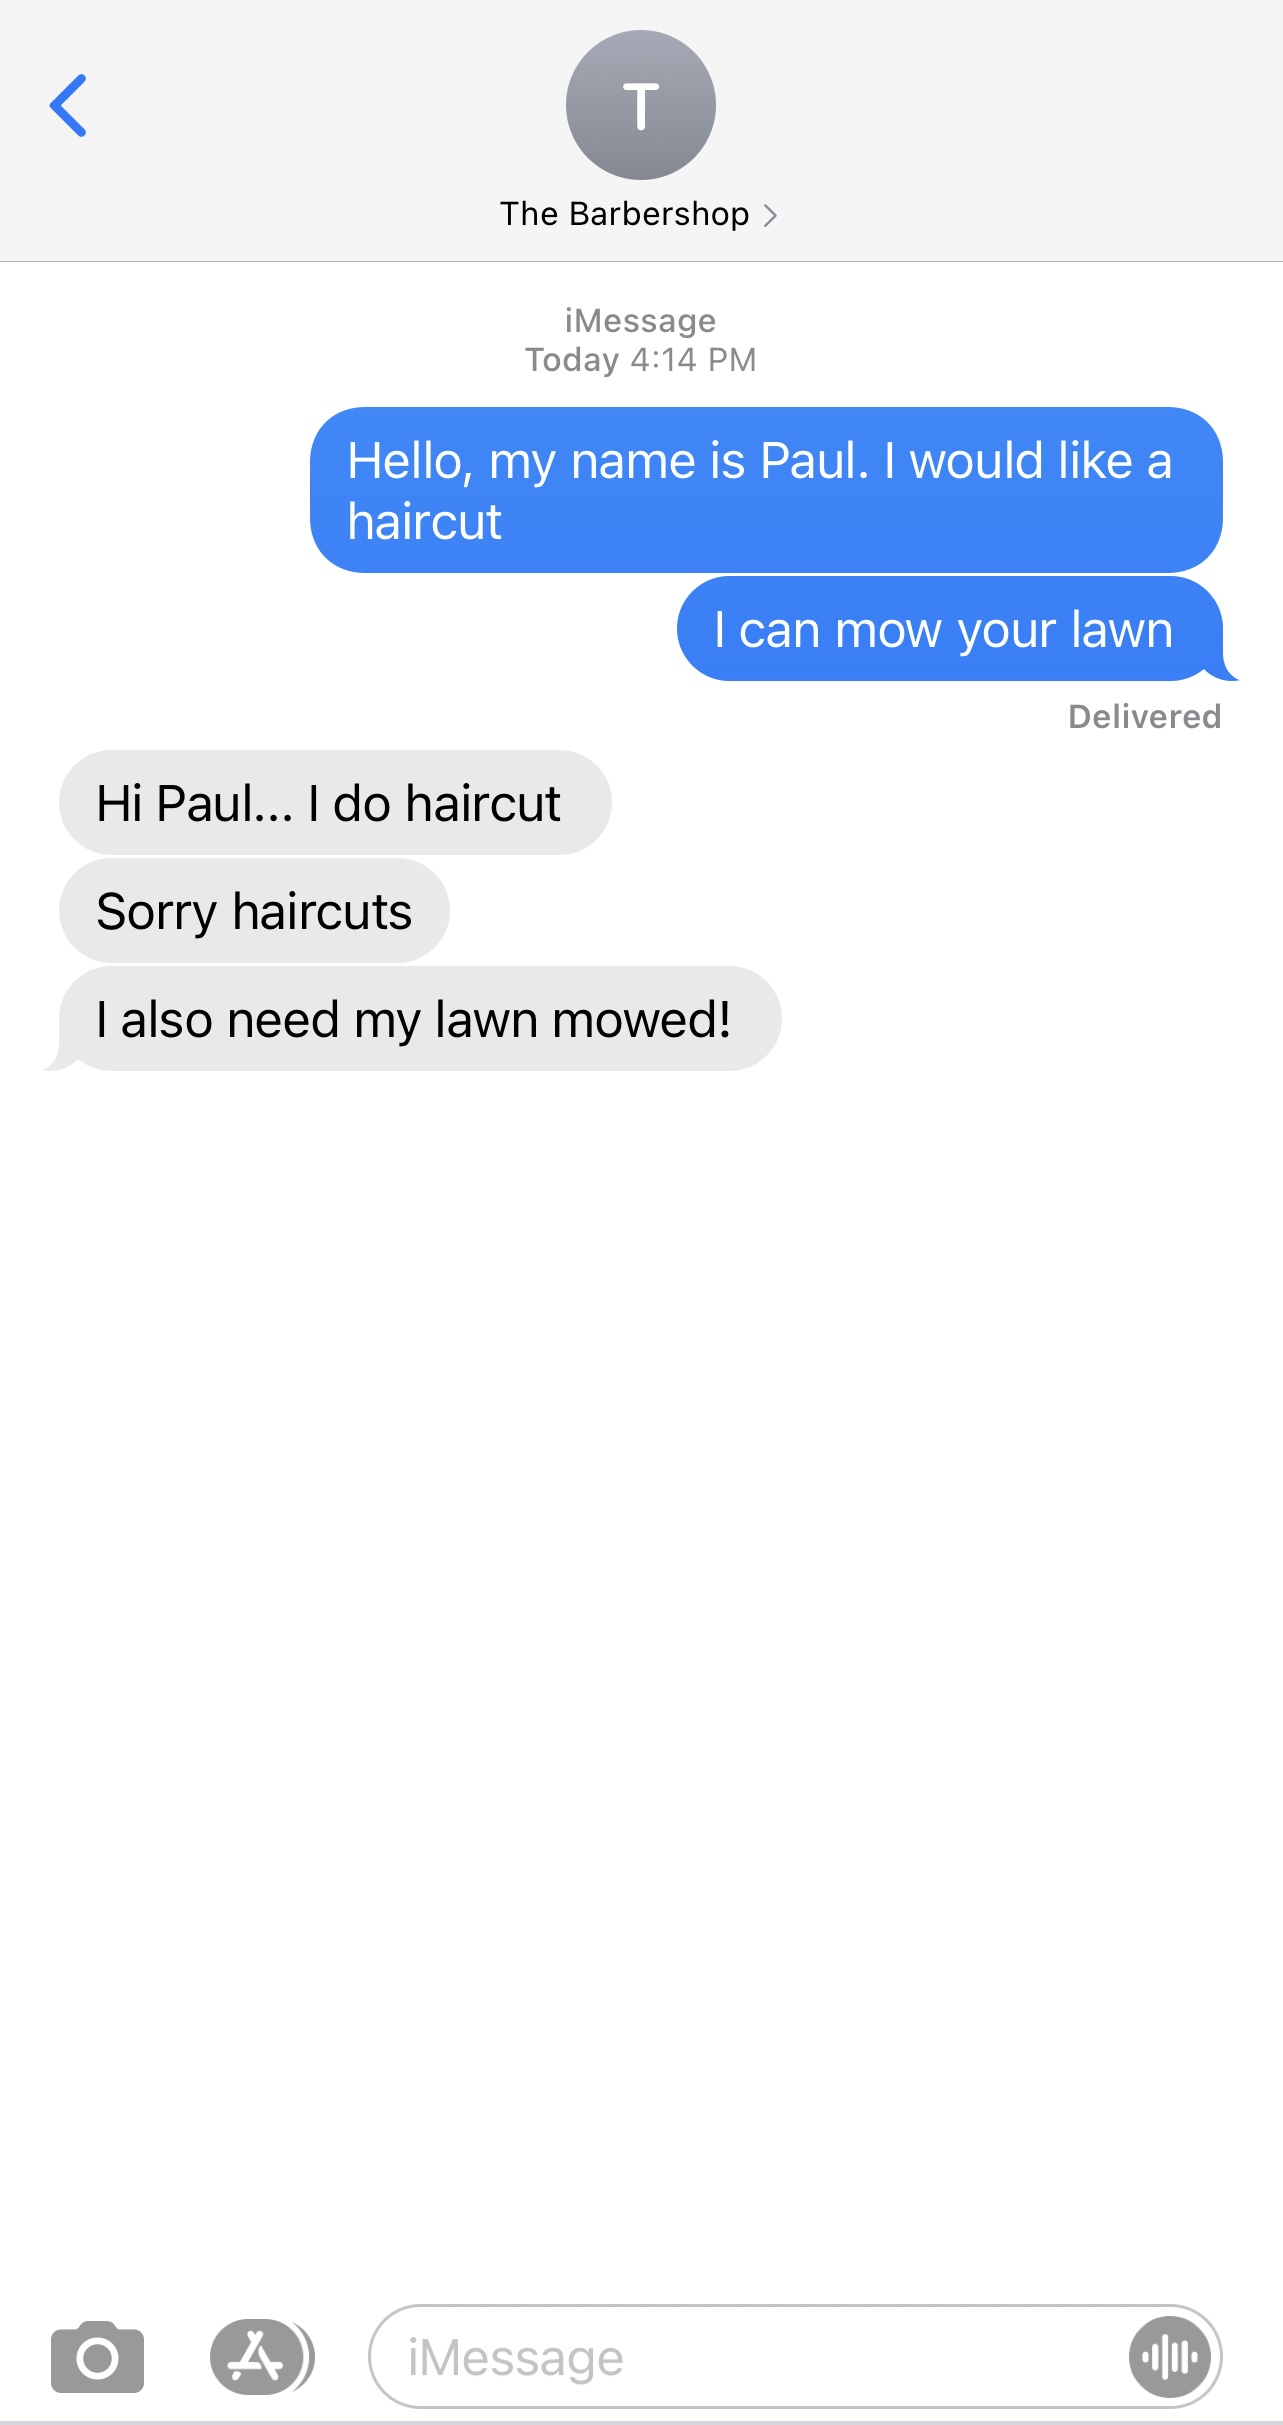 T
The Barbershop
iMessage
Today 4:14 PM
Hello, my name is Paul. I would like a
haircut
I can mow your lawn
Delivered
Hi Paul... I do haircut
Sorry haircuts
I also need my lawn mowed!
iMessage